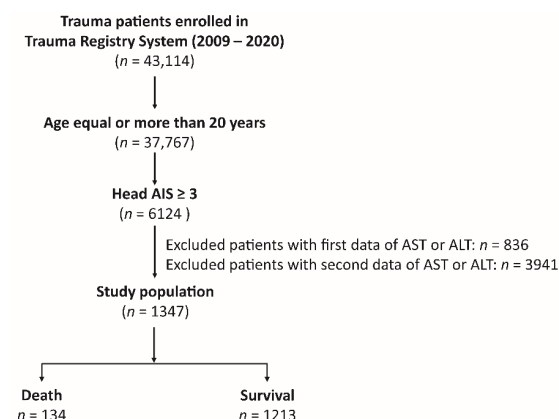 Trauma patients enrolled in
Trauma Registry System (2009 – 2020)
(n = 43,114)
Age equal or more than 20 years
(n = 37,767)
Head AIS ≥ 3
(n = 6124 )
Excluded patients with first data of AST or ALT: n = 836
Excluded patients with second data of AST or ALT: n = 3941
Study population
(n = 1347)
Death
n = 134
Survival
n = 1213